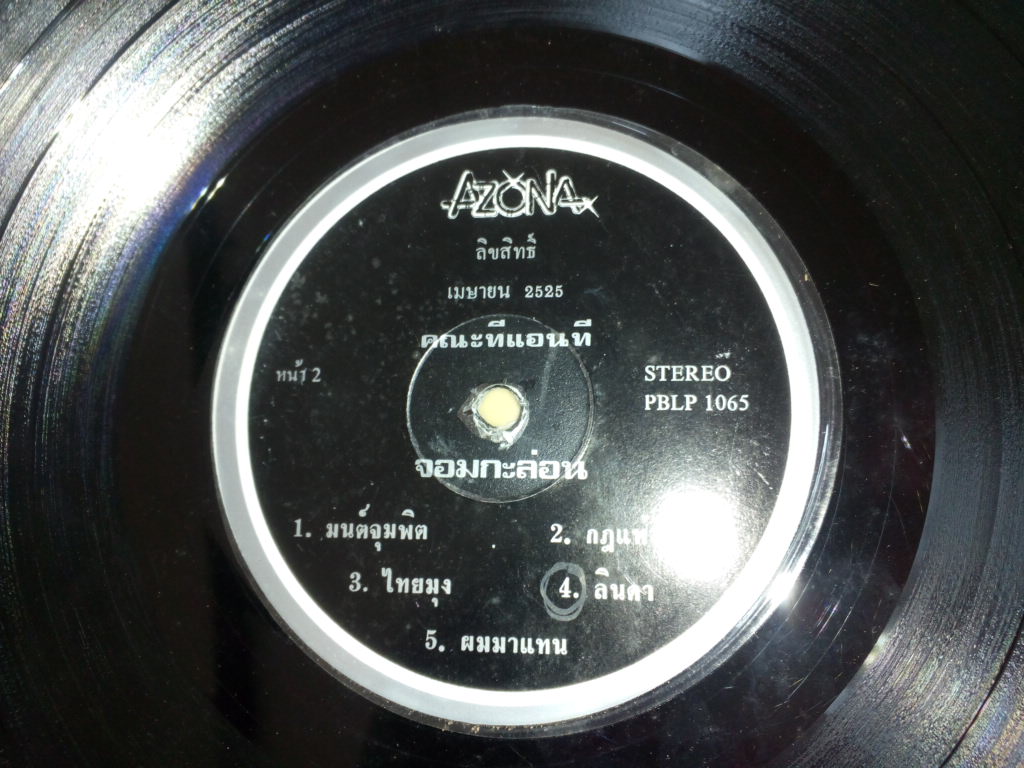 AZONA
ลิขสิทธิ์
เมษายน 2525
คณะทีแอนที
หน้า 2
STEREO
PBLP 1065
จอมกะล่อน
1. มนต์จุมพิต
2.
3. ไทยมุง
4. ลินดา
5. ผมมาแทน